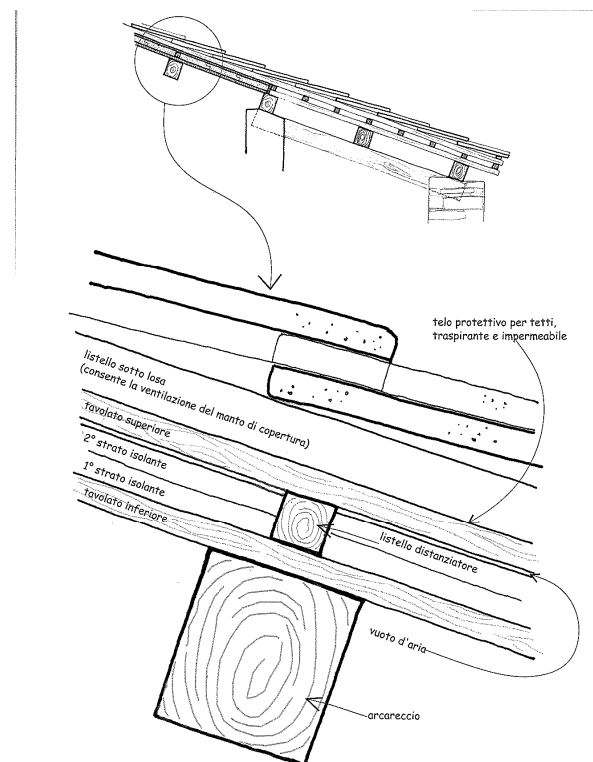 telo protettivo per tetti,
traspirante e impermeabile
listello sotto losa
(consente la ventilazione del manto di copertura)
tavolato superiore
2° strato isolante
1° strato isolante
tavolato inferiore
listello distanziatore
vuoto d'aria
arcareccio